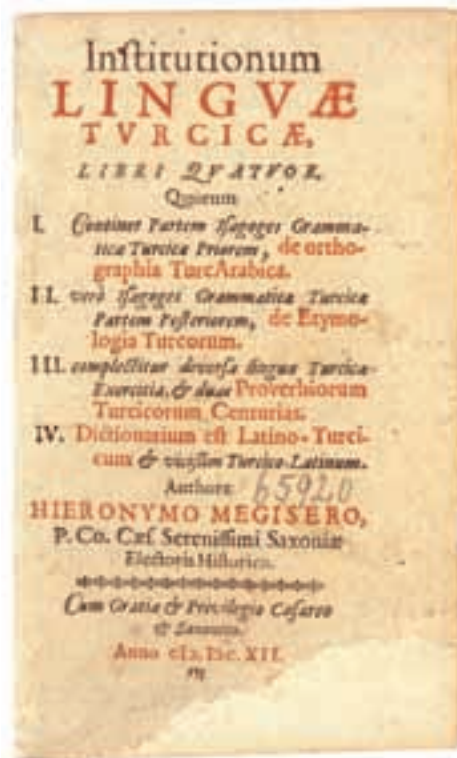 Institutionum
LINGVÆ
TVRCICÆ,
LIBRI QVATVOR.
Quorum
I. Continet Partem Isagoges Gramma-
ticæ Turcicæ Priorem, de ortho-
graphia TurcArabica.
II. verò Isagoges Grammaticæ Turcicæ
Partem Posteriorem, de Etymo-
logia Turcorum.
III. complectitur diversa linguæ Turcicæ
Exercitia, & duas Proverbiorum
Turcicorum Centurias.
IV. Dictionarium est Latino-Turci-
cum & vicissim Turcico-Latinum.
Authore 65920
HIERONYMO MEGISERO,
P. Co. Cæs. Serenissimi Saxoniæ
Electoris Historico.
Cum Gratia & Privilegio Cæsareo
&
Anno cIↄ. Iↄc. XII.